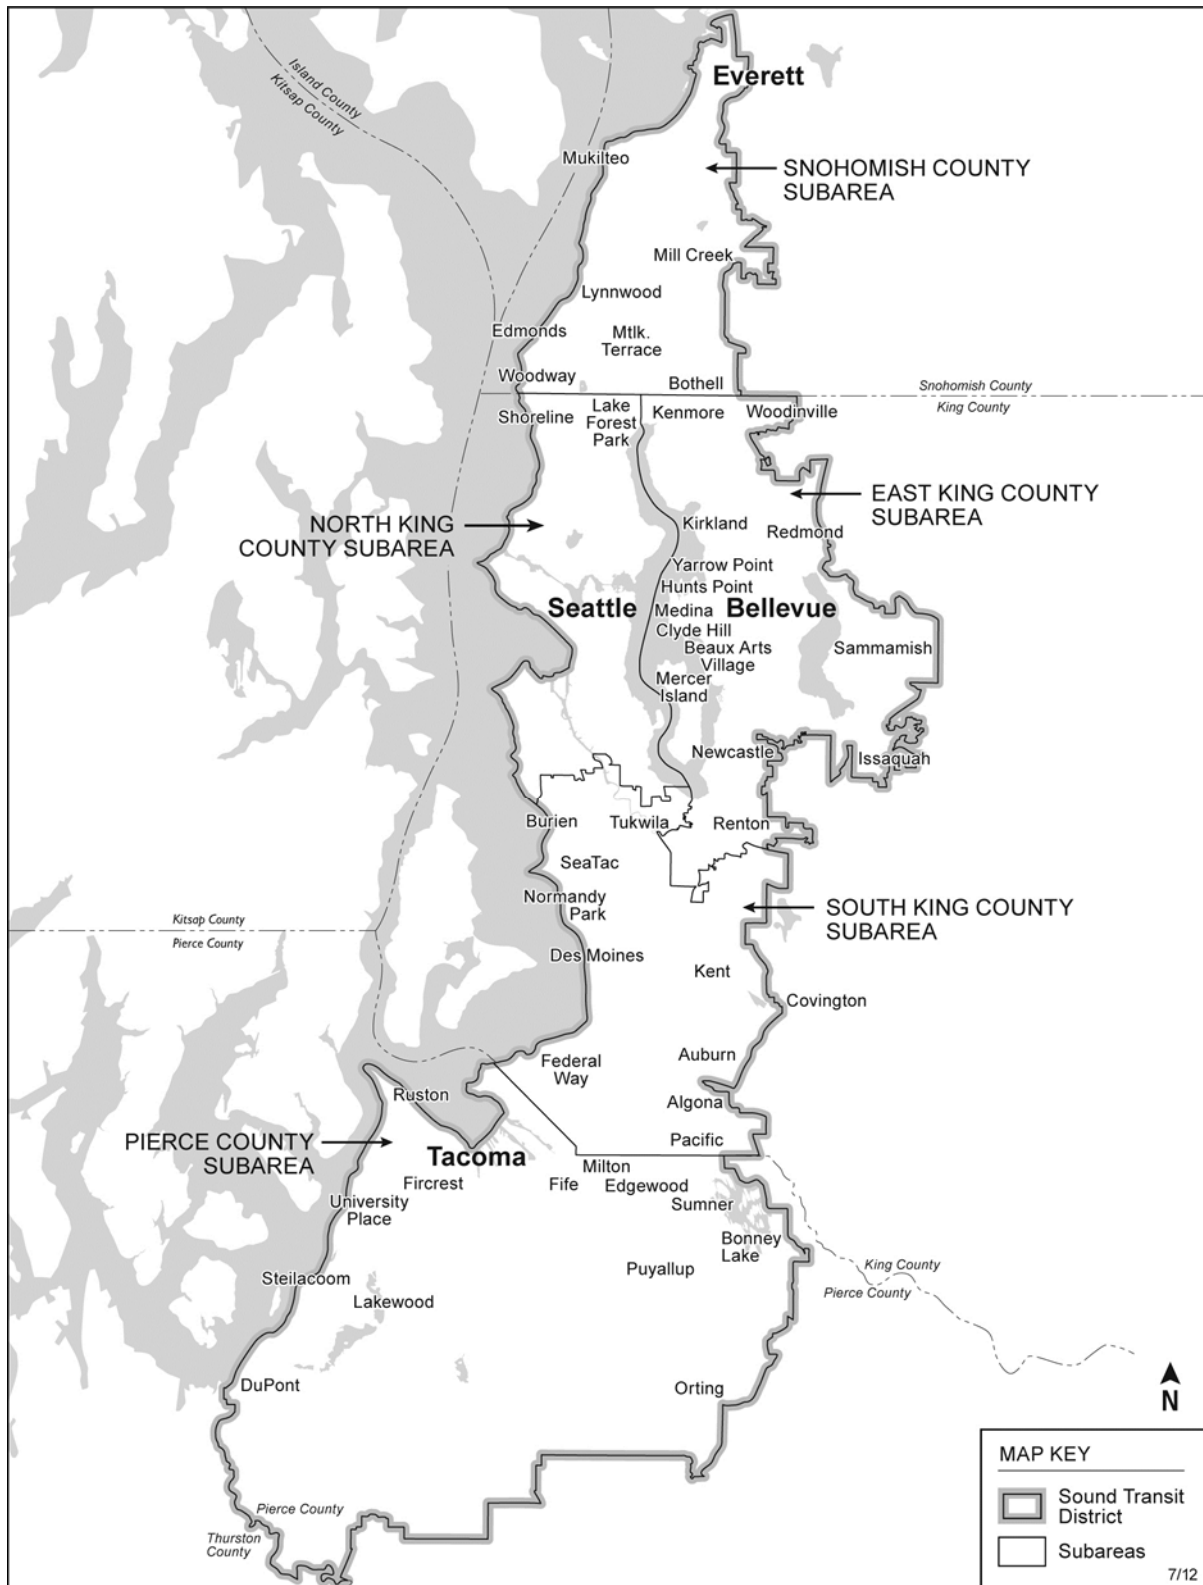 Everett
Island County
Kitsap County
Mukilteo
SNOHOMISH COUNTY
SUBAREA
Mill Creek
Lynnwood
Edmonds
Mtlk.
Terrace
Woodway
Bothell
Snohomish County
King County
Shoreline
Lake
Forest
Park
Kenmore
Woodinville
EAST KING COUNTY
SUBAREA
NORTH KING
COUNTY SUBAREA
Kirkland
Redmond
Yarrow Point
Hunts Point
Seattle
Medina
Bellevue
Clyde Hill
Beaux Arts
Village
Sammamish
Mercer
Island
Newcastle
Issaquah
Burien
Tukwila
Renton
SeaTac
Normandy
Park
SOUTH KING COUNTY
SUBAREA
Kitsap County
Pierce County
Des Moines
Kent
Covington
Federal
Way
Auburn
Ruston
Algona
PIERCE COUNTY
SUBAREA
Pacific
Tacoma
Milton
Fircrest
Fife
Edgewood
University
Place
Sumner
Bonney
Lake
Puyallup
King County
Pierce County
Steilacoom
Lakewood
DuPont
Orting
N
MAP KEY
Sound Transit
District
Subareas
Pierce County
Thurston
County
7/12